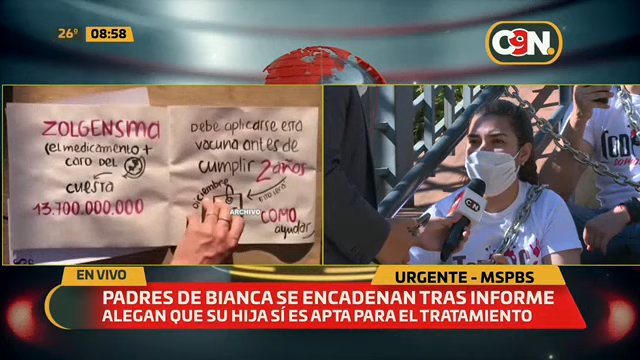 26°
08:58
C9N.
ZOLGENSMA
(el medicamento +
caro del
cuesta
13.700.000.000
Debe aplicarse esta
vacuna antes de
cumplir 2 años
Diciembre
ARCHIVO
COMO
ayudar
EN VIVO
URGENTE - MSPBS
PADRES DE BIANCA SE ENCADENAN TRAS INFORME
ALEGAN QUE SU HIJA SÍ ES APTA PARA EL TRATAMIENTO